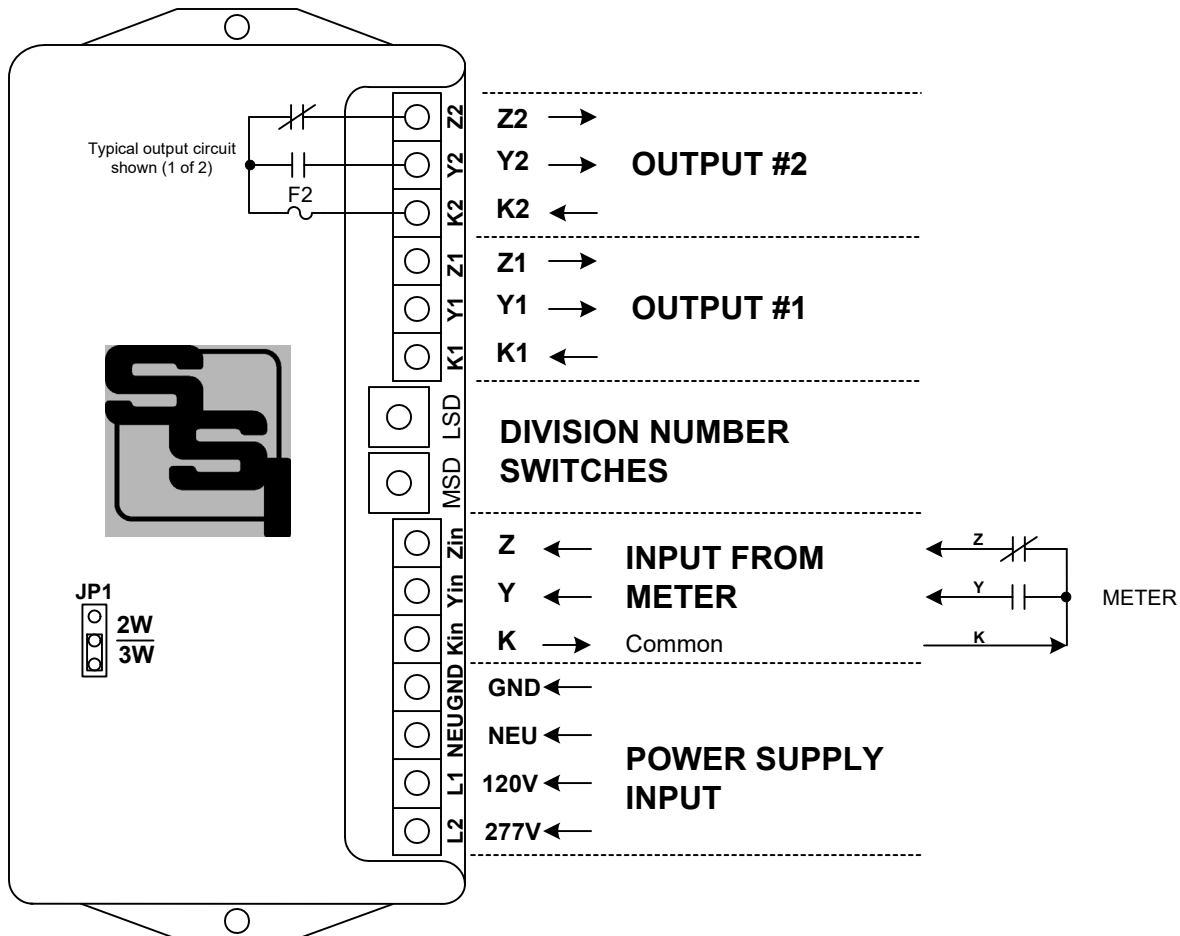 Typical output circuit
shown (1 of 2)
F2
Z2
Y2
K2
Z1
Y1
K1
LSD
MSD
Zin
Yin
Kin
GND
NEU
L1
L2
Z2
Y2
K2
OUTPUT #2
Z1
Y1
K1
OUTPUT #1
DIVISION NUMBER
SWITCHES
Z
Y
K
INPUT FROM
METER
Common
Z
Y
K
METER
GND
NEU
120V
277V
POWER SUPPLY
INPUT
SSI
JP1
2W
3W